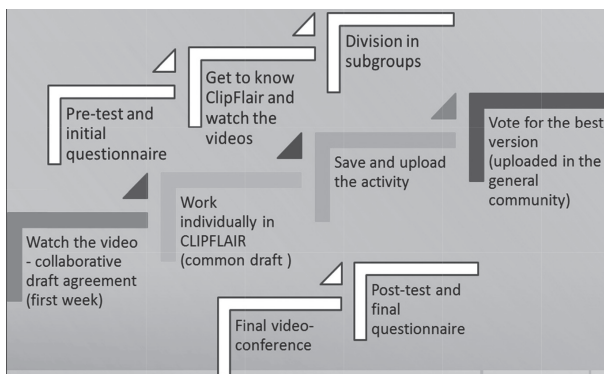 Pre-test and
initial
questionnaire
Get to know
ClipFlair and
watch the
videos
Division in
subgroups
Watch the video
- collaborative
draft agreement
(first week)
Work
individually in
CLIPFLAIR
(common draft )
Save and upload
the activity
Vote for the best
version
(uploaded in the
general
community)
Final video-
conference
Post-test and
final
questionnaire